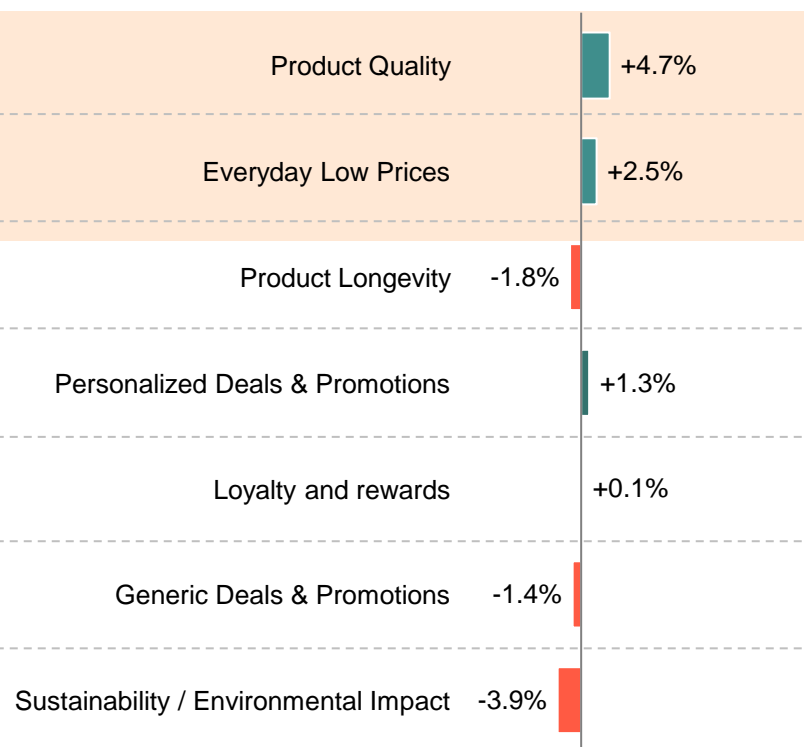 Product Quality +4.7%
Everyday Low Prices +2.5%
Product Longevity -1.8%
Personalized Deals & Promotions +1.3%
Loyalty and rewards +0.1%
Generic Deals & Promotions -1.4%
Sustainability / Environmental Impact -3.9%